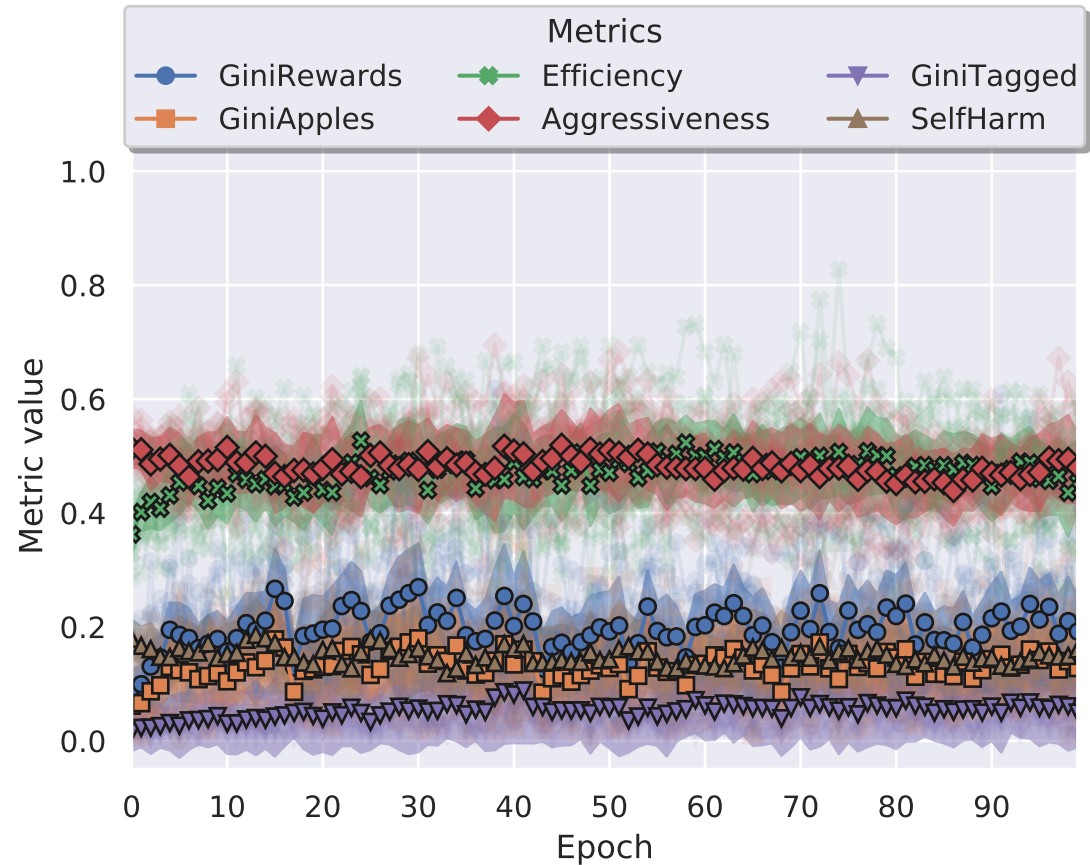 Metrics
GiniRewards Efficiency GiniTagged
GiniApples Aggressiveness SelfHarm
1.0
0.8
0.6
0.4
0.2
0.0
Metric value
0 10 20 30 40 50 60 70 80 90
Epoch